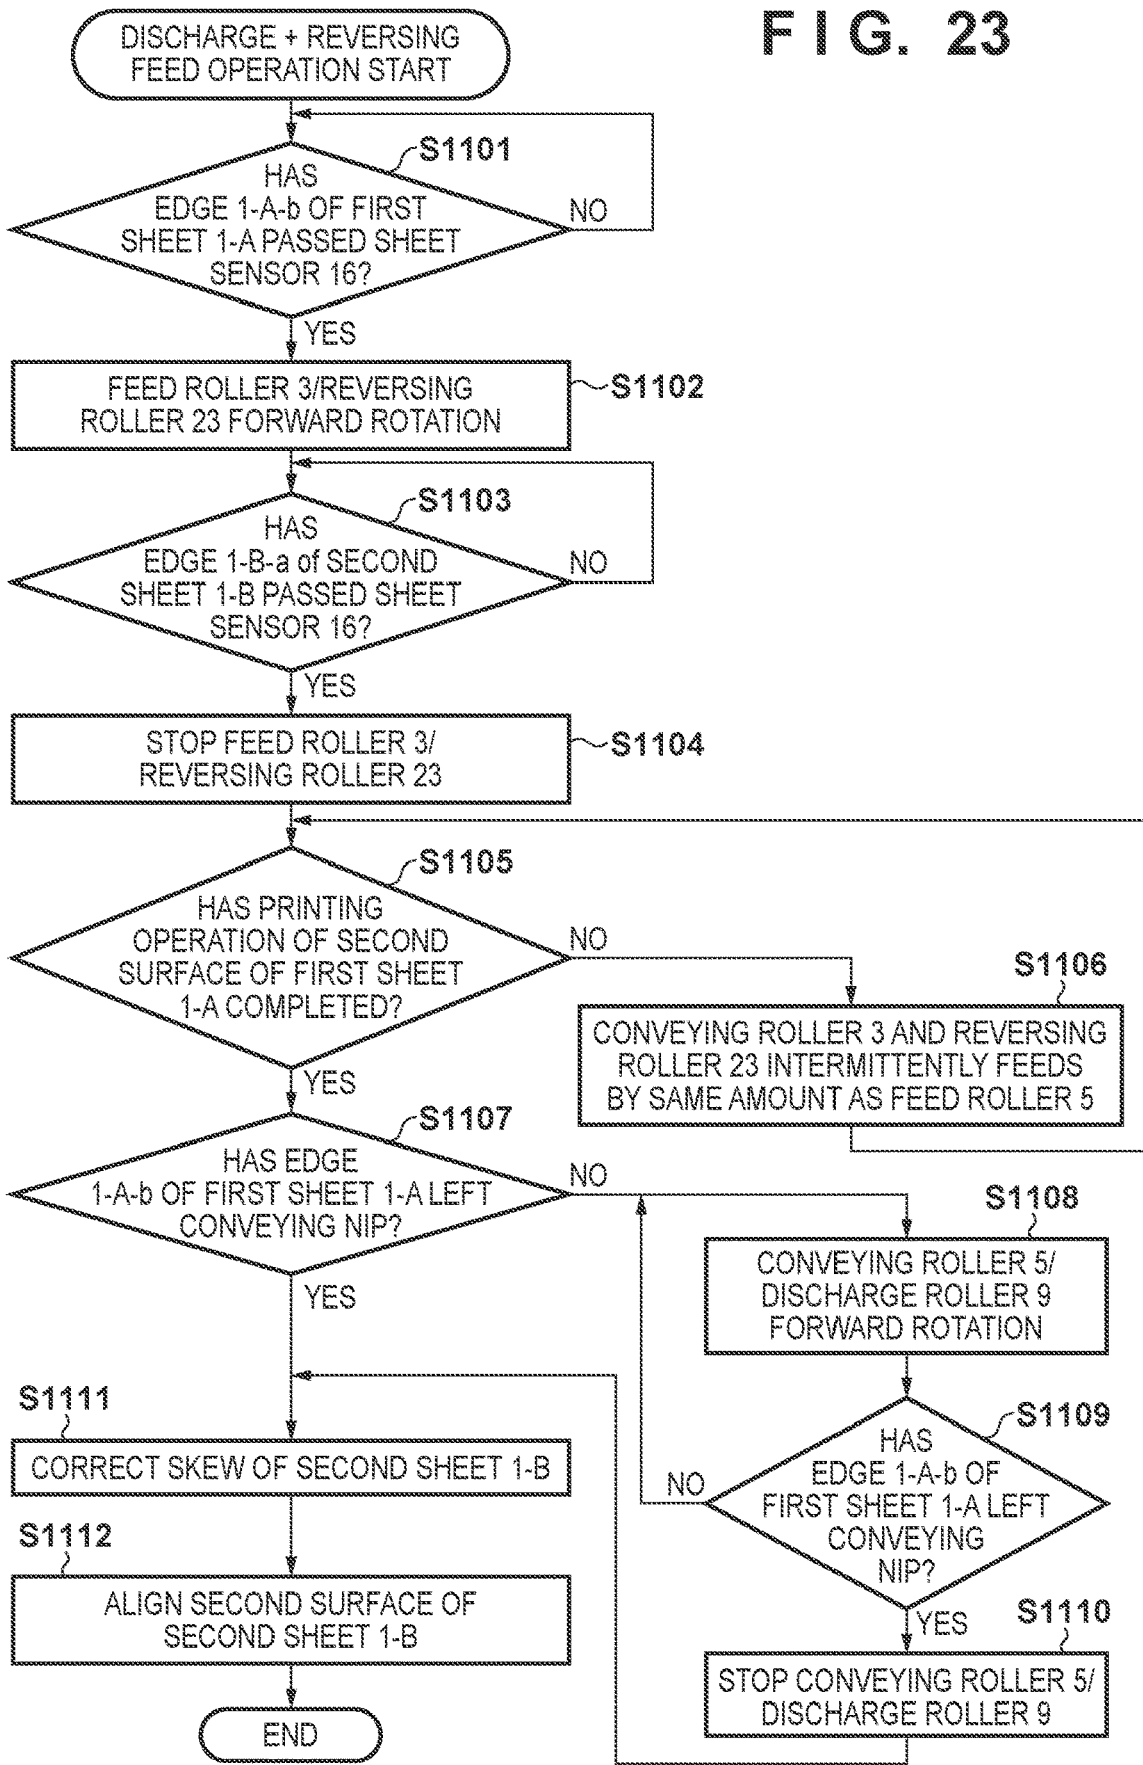 FIG. 23
DISCHARGE + REVERSING
FEED OPERATION START
S1101
HAS
EDGE 1-A-b OF FIRST
SHEET 1-A PASSED SHEET
SENSOR 16?
NO
YES
FEED ROLLER 3/REVERSING
ROLLER 23 FORWARD ROTATION
S1102
S1103
HAS
EDGE 1-B-a of SECOND
SHEET 1-B PASSED SHEET
SENSOR 16?
NO
YES
STOP FEED ROLLER 3/
REVERSING ROLLER 23
S1104
S1105
HAS PRINTING
OPERATION OF SECOND
SURFACE OF FIRST SHEET
1-A COMPLETED?
NO
YES
S1106
CONVEYING ROLLER 3 AND REVERSING
ROLLER 23 INTERMITTENTLY FEEDS
BY SAME AMOUNT AS FEED ROLLER 5
S1107
HAS EDGE
1-A-b OF FIRST SHEET 1-A LEFT
CONVEYING NIP?
NO
YES
S1108
CONVEYING ROLLER 5/
DISCHARGE ROLLER 9
FORWARD ROTATION
S1109
HAS
EDGE 1-A-b OF
FIRST SHEET 1-A LEFT
CONVEYING
NIP?
NO
YES
S1110
STOP CONVEYING ROLLER 5/
DISCHARGE ROLLER 9
S1111
CORRECT SKEW OF SECOND SHEET 1-B
S1112
ALIGN SECOND SURFACE OF
SECOND SHEET 1-B
END